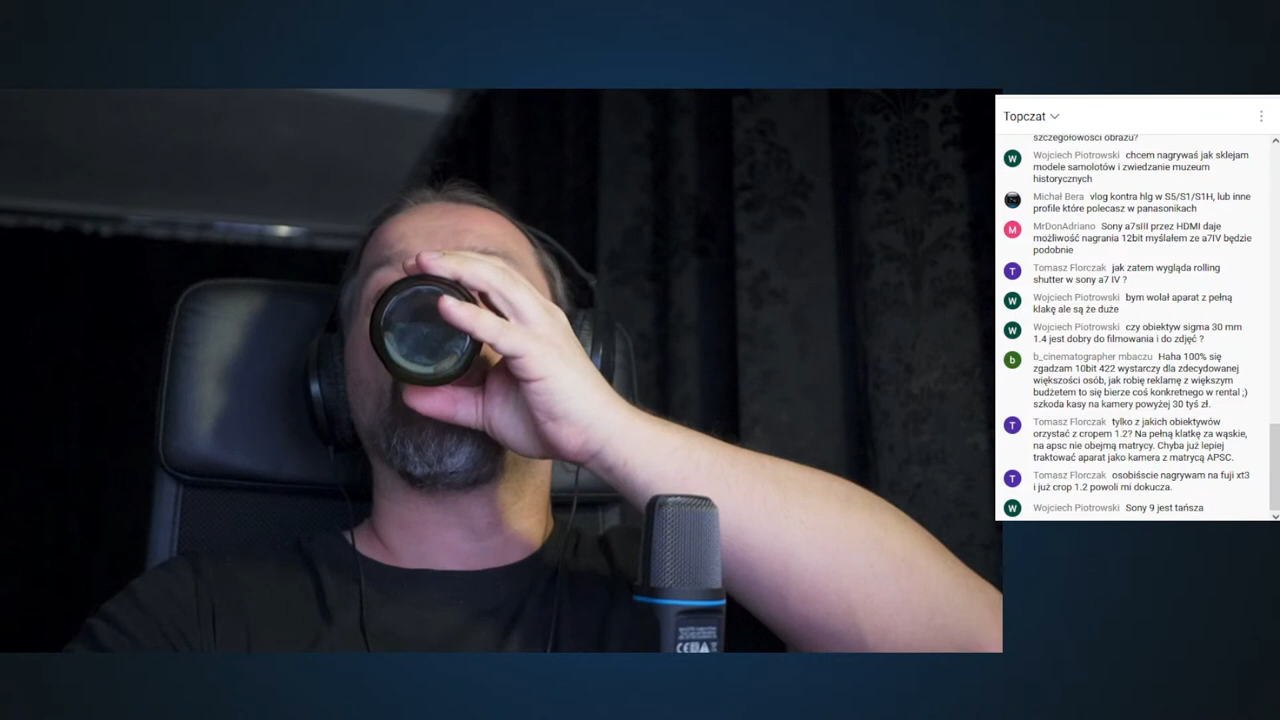 Topczat
szczegółowości obrazu?
Wojciech Piotrowski chcem nagrywaś jak sklejam
modele samolotów i zwiedzanie muzeum
historycznych
Michał Bera vlog kontra hlg w S5/S1/S1H, lub inne
profile które polecasz w panasonikach
MrDonAdriano Sony a7sIII przez HDMI daje
możliwość nagrania 12bit myślałem ze a7IV będzie
podobnie
Tomasz Florczak jak zatem wygląda rolling
shutter w sony a7 IV ?
Wojciech Piotrowski bym wolał aparat z pełną
klakę ale są że duże
Wojciech Piotrowski czy obiektyw sigma 30 mm
1.4 jest dobry do filmowania i do zdjęć ?
b_cinematographer mbaczu Haha 100% się
zgadzam 10bit 422 wystarczy dla zdecydowanej
większości osób, jak robię reklamę z większym
budżetem to się bierze coś konkretnego w rental ;)
szkoda kasy na kamery powyżej 30 tyś zł.
Tomasz Florczak tylko z jakich obiektywów
orzystać z cropem 1.2? Na pełną klatkę za wąskie,
na apsc nie obejmą matrycy. Chyba już lepiej
traktować aparat jako kamera z matrycą APSC.
Tomasz Florczak osobiście nagrywam na fuji xt3
i już crop 1.2 powoli mi dokucza.
Wojciech Piotrowski Sony 9 jest tańsza